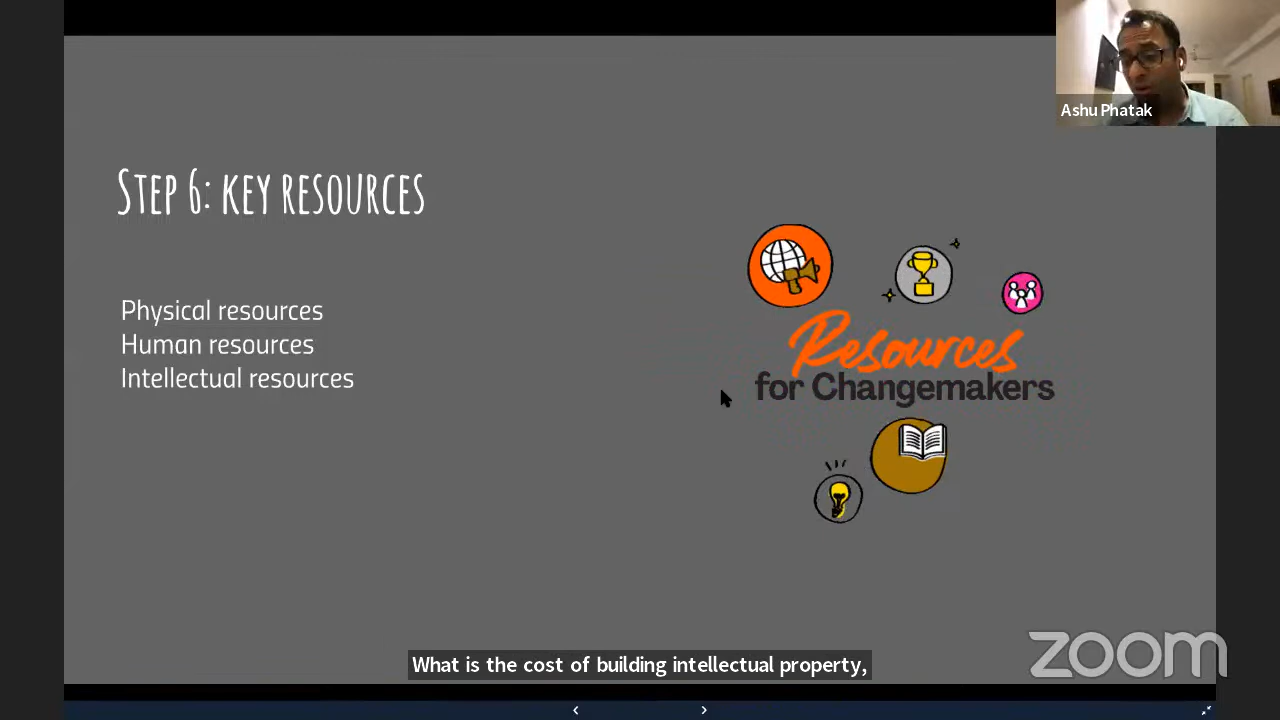 Ashu Phatak
STEP 6: KEY RESOURCES
Physical resources
Human resources
Intellectual resources
Resources
for Changemakers
What is the cost of building intellectual property,
zoom